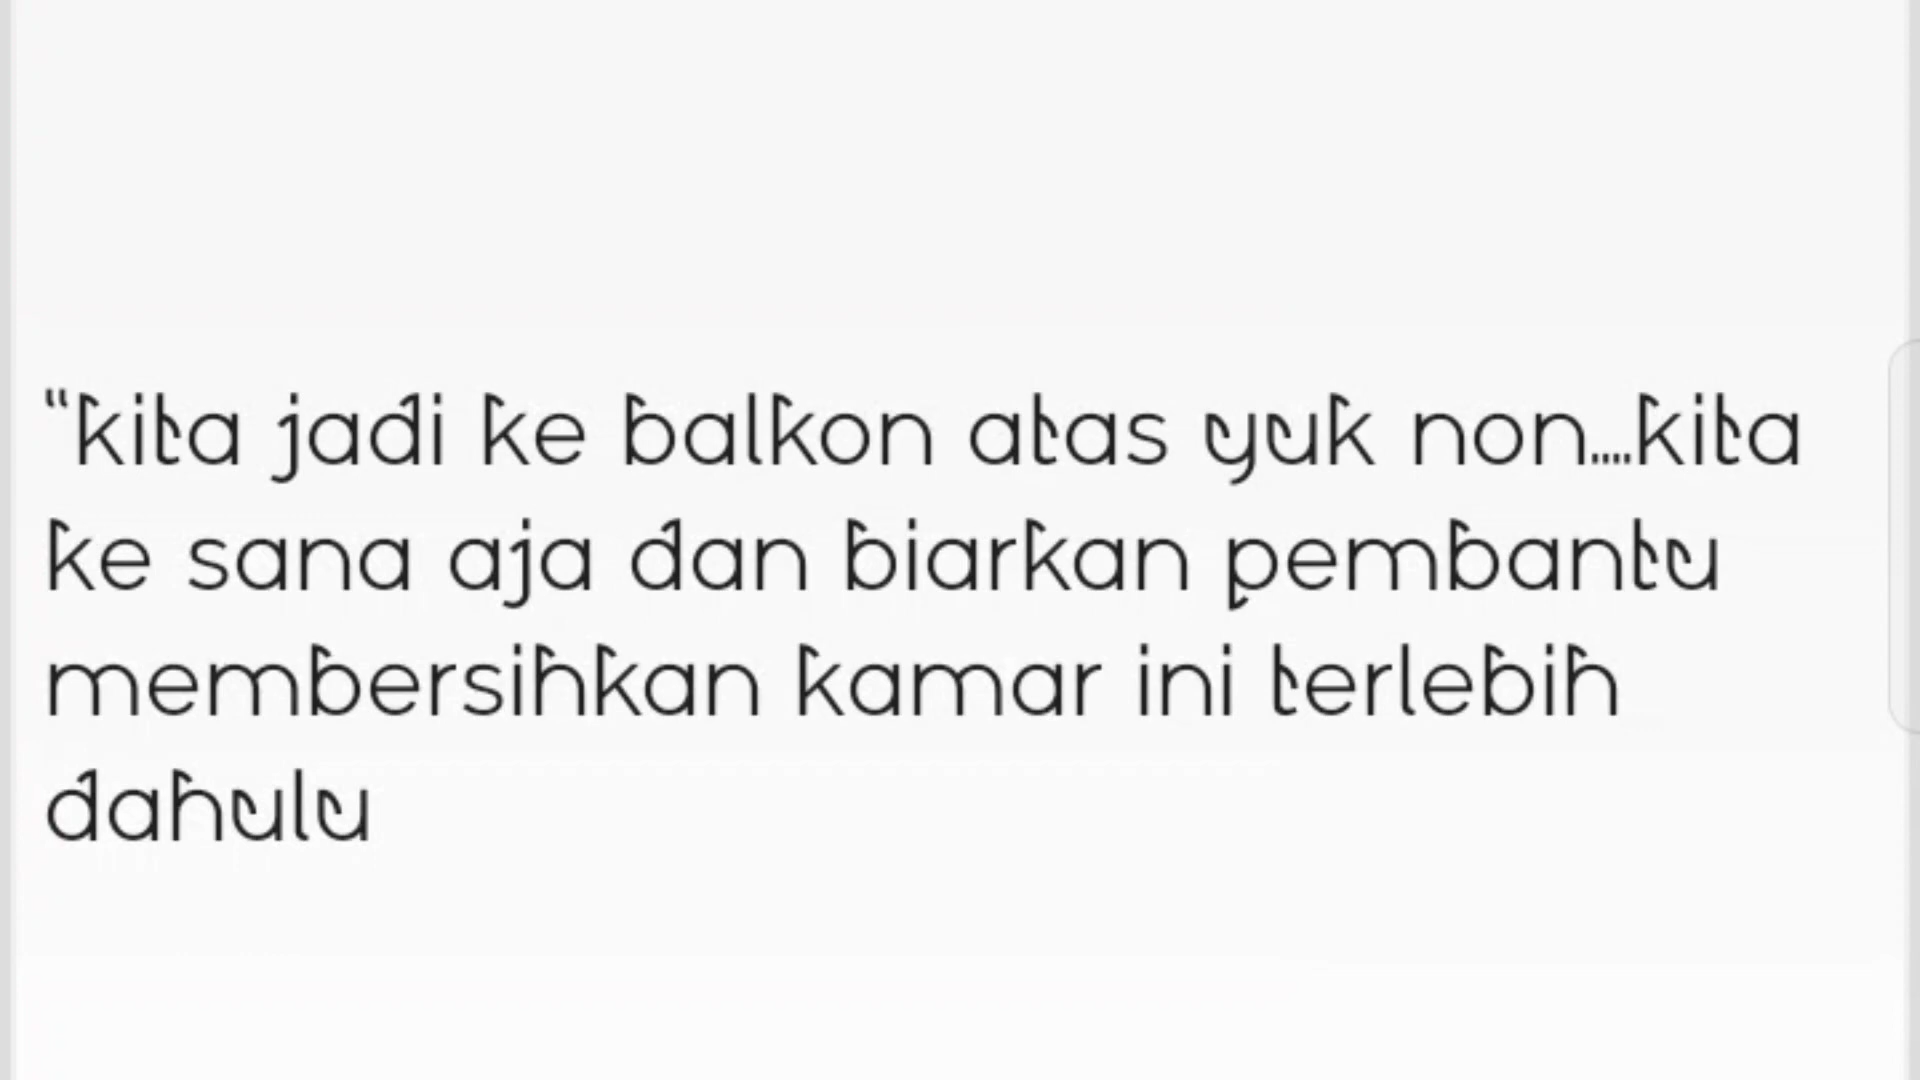 “kita jadi ke balkon atas yuk non....kita
ke sana aja dan biarkan pembantu
membersihkan kamar ini terlebih
dahulu